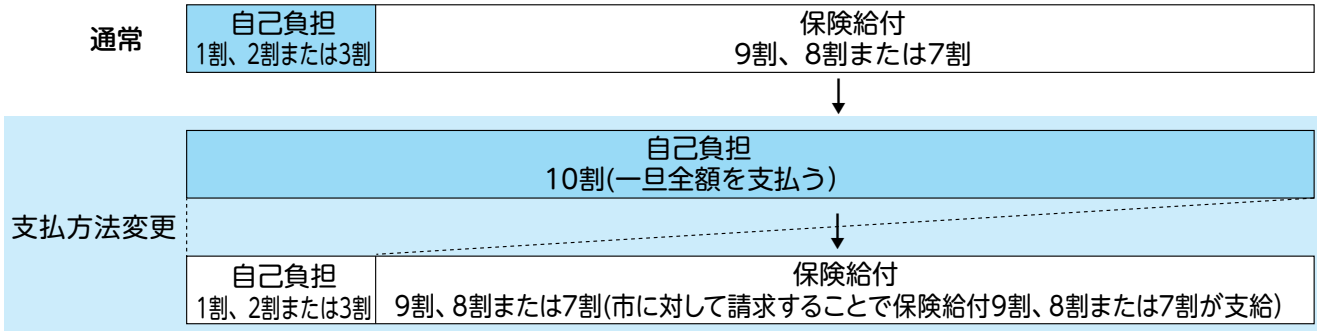 通常
自己負担
1割、2割または3割
保険給付
9割、8割または7割
支払方法変更
自己負担
10割(一旦全額を支払う)
自己負担
1割、2割または3割
保険給付
9割、8割または7割(市に対して請求することで保険給付9割、8割または7割が支給)